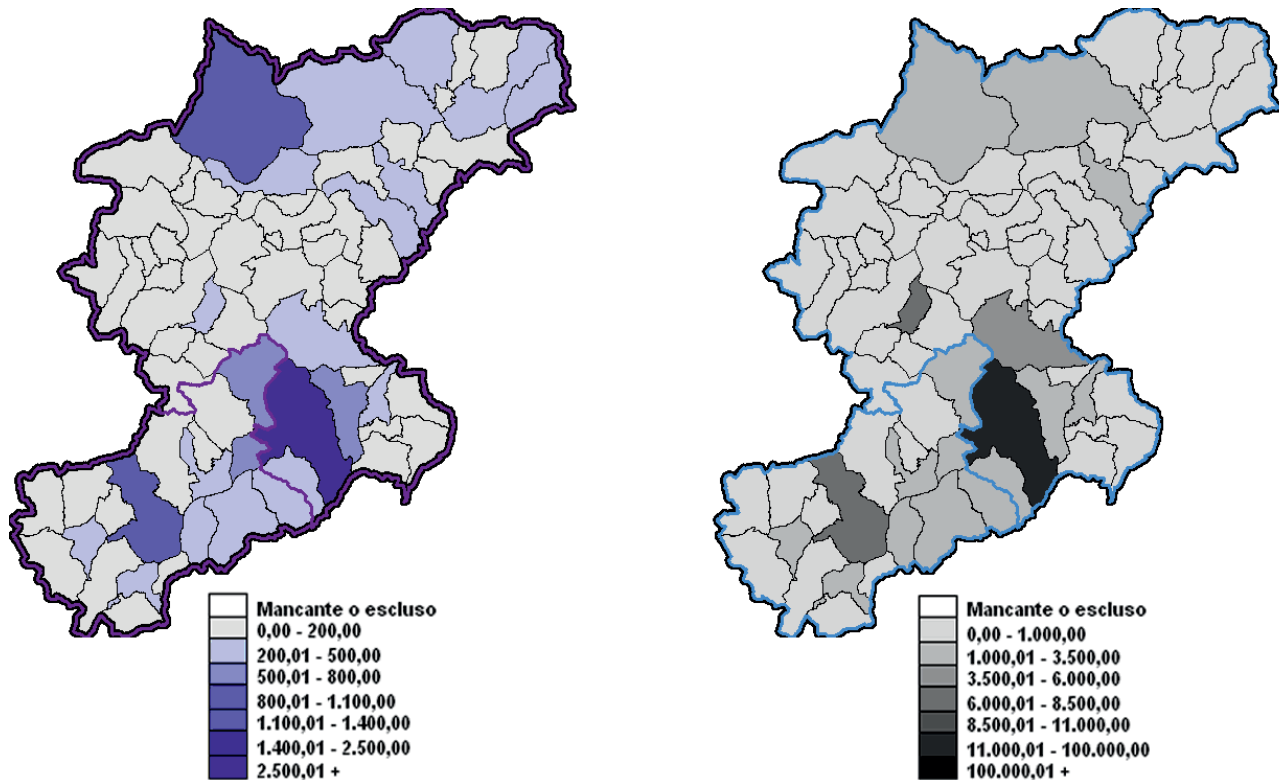 Mancante o escluso
0,00 - 200,00
200,01 - 500,00
500,01 - 800,00
800,01 - 1.100,00
1.100,01 - 1.400,00
1.400,01 - 2.500,00
2.500,01 +
Mancante o escluso
0,00 - 1.000,00
1.000,01 - 3.500,00
3.500,01 - 6.000,00
6.000,01 - 8.500,00
8.500,01 - 11.000,00
11.000,01 - 100.000,00
100.000,01 +